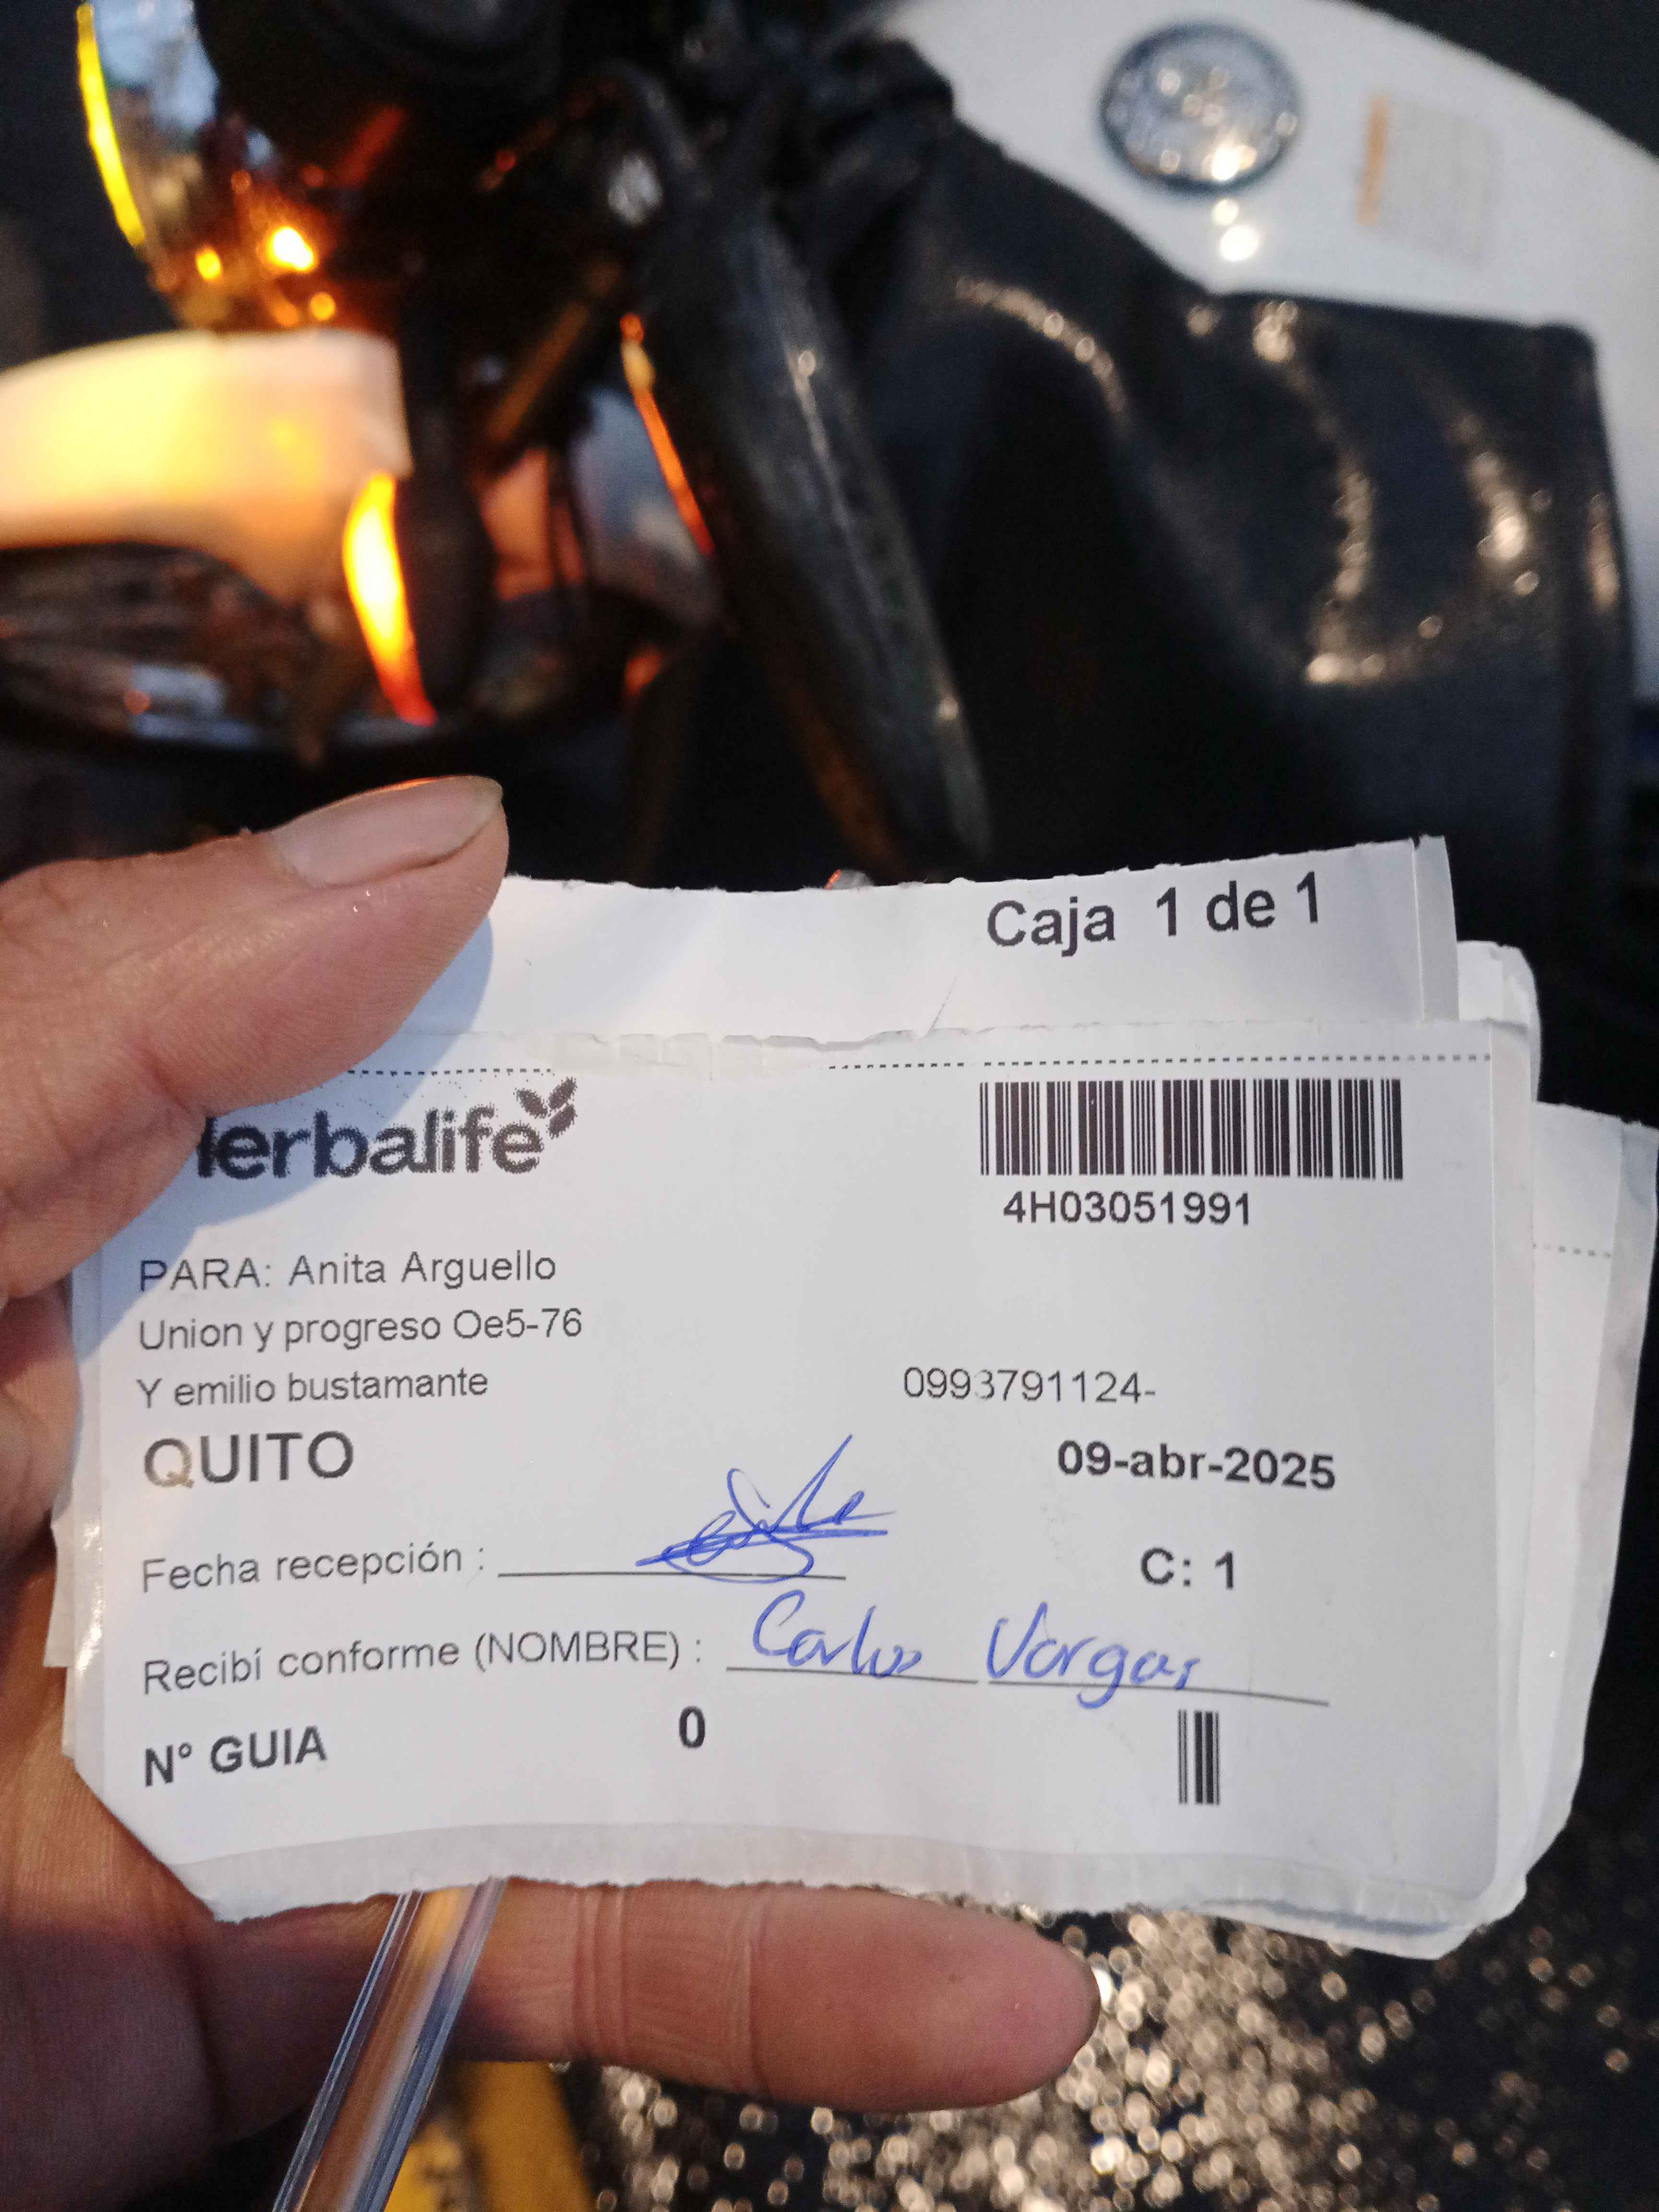 Caja 1 de 1
Herbalife
4H03051991
PARA: Anita Arguello
Union y progreso Oe5-76
Y emilio bustamante
0993791124-
QUITO
09-abr-2025
Fecha recepción :
C: 1
Recibí conforme (NOMBRE) : Carlos Vargas
N° GUIA 0